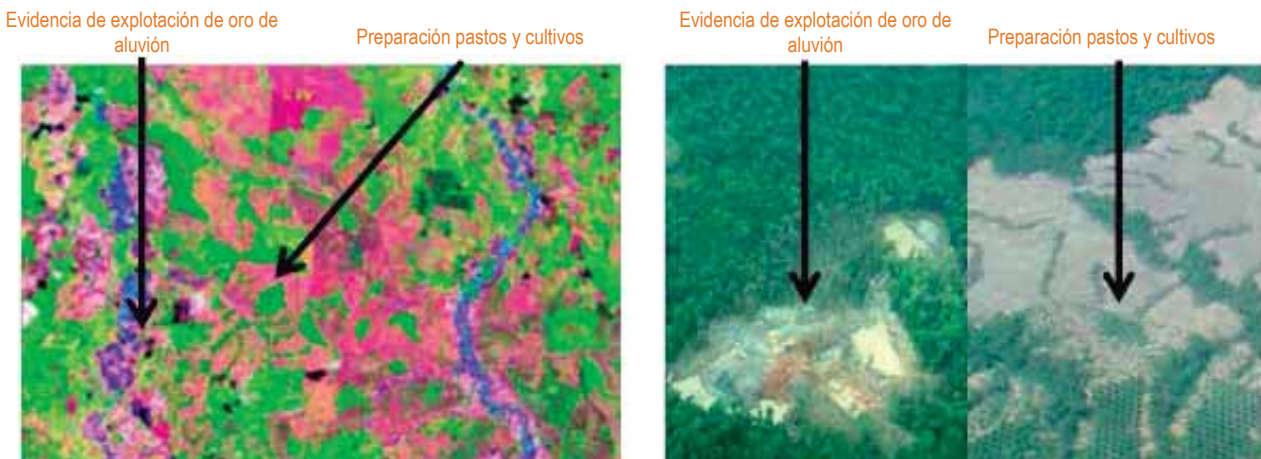 Evidencia de explotación de oro de
aluvión
Preparación pastos y cultivos
Evidencia de explotación de oro de
aluvión
Preparación pastos y cultivos